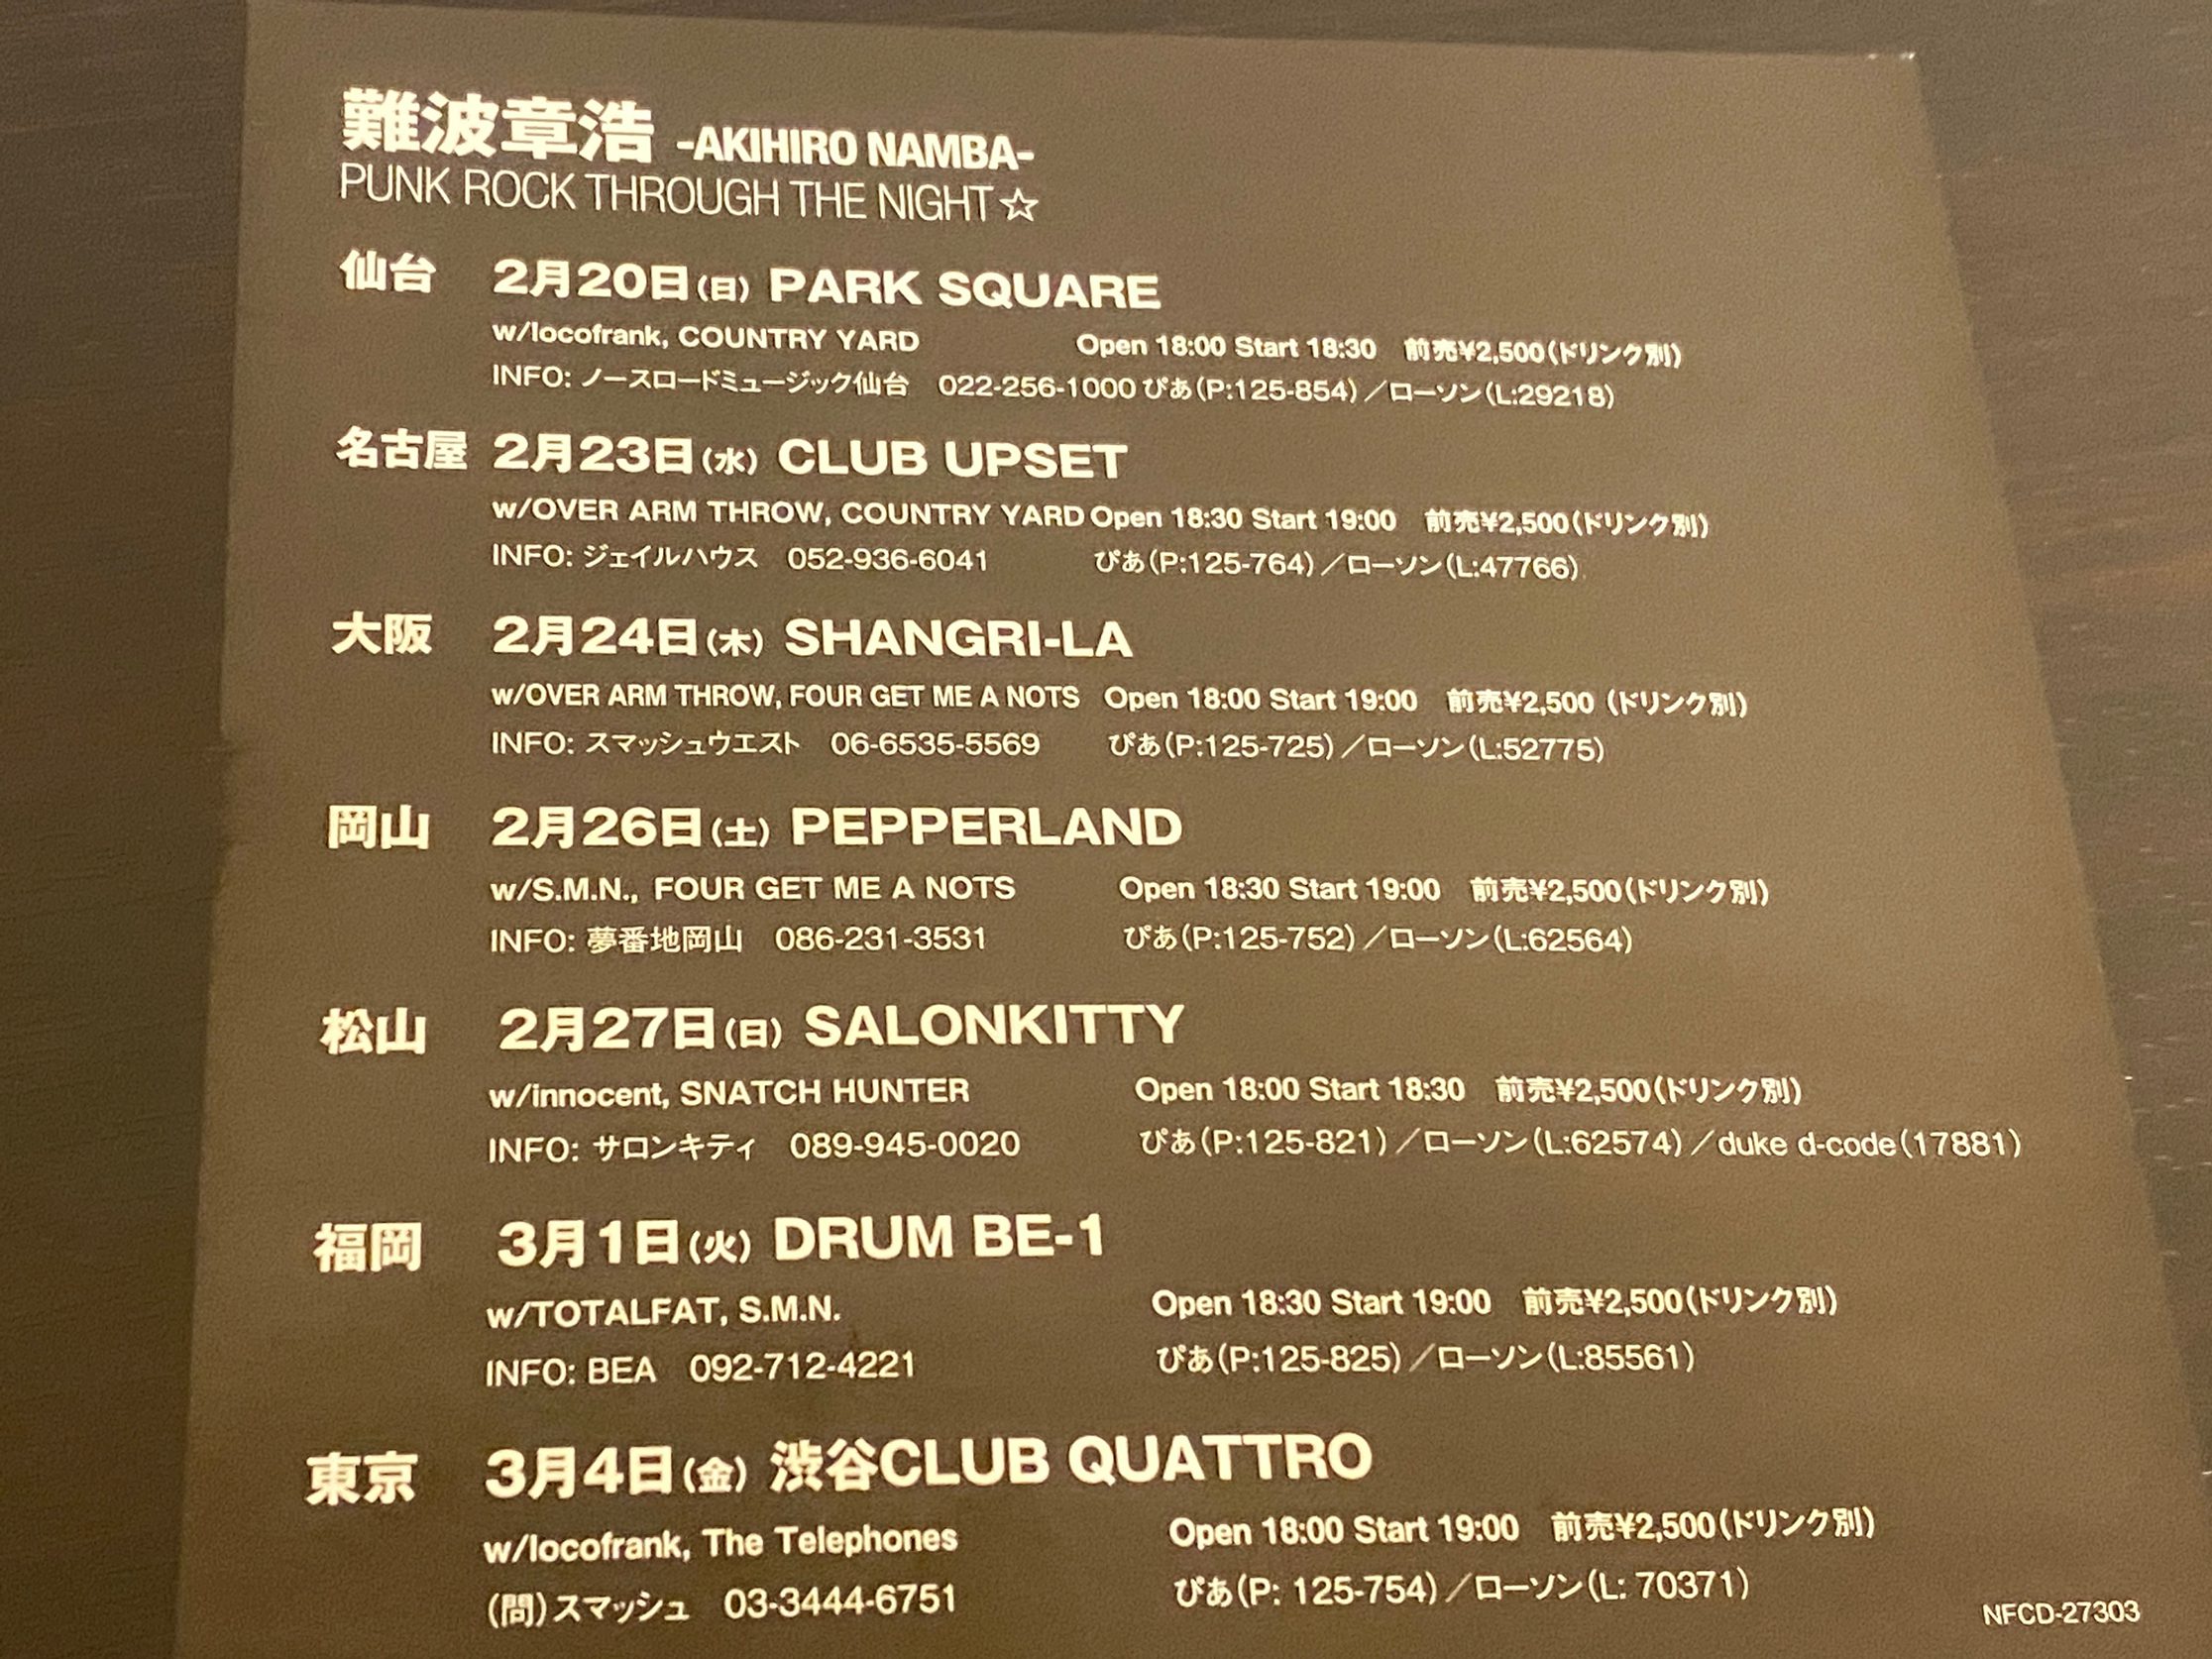 難波章浩 -AKIHIRO NAMBA-
PUNK ROCK THROUGH THE NIGHT☆
仙台 2月20日(日) PARK SQUARE
w/locofrank, COUNTRY YARD Open 18:00 Start 18:30 前売¥2,500(ドリンク別)
INFO: ノースロードミュージック仙台 022-256-1000 ぴあ(P:125-854)／ローソン(L:29218)
名古屋 2月23日(水) CLUB UPSET
w/OVER ARM THROW, COUNTRY YARD Open 18:30 Start 19:00 前売¥2,500(ドリンク別)
INFO: ジェイルハウス 052-936-6041 ぴあ(P:125-764)／ローソン(L:47766)
大阪 2月24日(木) SHANGRI-LA
w/OVER ARM THROW, FOUR GET ME A NOTS Open 18:00 Start 19:00 前売¥2,500 (ドリンク別)
INFO: スマッシュウエスト 06-6535-5569 ぴあ(P:125-725)／ローソン(L:52775)
岡山 2月26日(土) PEPPERLAND
w/S.M.N., FOUR GET ME A NOTS Open 18:30 Start 19:00 前売¥2,500(ドリンク別)
INFO: 夢番地岡山 086-231-3531 ぴあ(P:125-752)／ローソン(L:62564)
松山 2月27日(日) SALONKITTY
w/innocent, SNATCH HUNTER Open 18:00 Start 18:30 前売¥2,500(ドリンク別)
INFO: サロンキティ 089-945-0020 ぴあ(P:125-821)／ローソン(L:62574)／duke d-code(17881)
福岡 3月1日(火) DRUM BE-1
w/TOTALFAT, S.M.N. Open 18:30 Start 19:00 前売¥2,500(ドリンク別)
INFO: BEA 092-712-4221 ぴあ(P:125-825)／ローソン(L:85561)
東京 3月4日(金) 渋谷CLUB QUATTRO
w/locofrank, The Telephones Open 18:00 Start 19:00 前売¥2,500(ドリンク別)
(問)スマッシュ 03-3444-6751 ぴあ(P: 125-754)／ローソン(L: 70371)
NFCD-27303